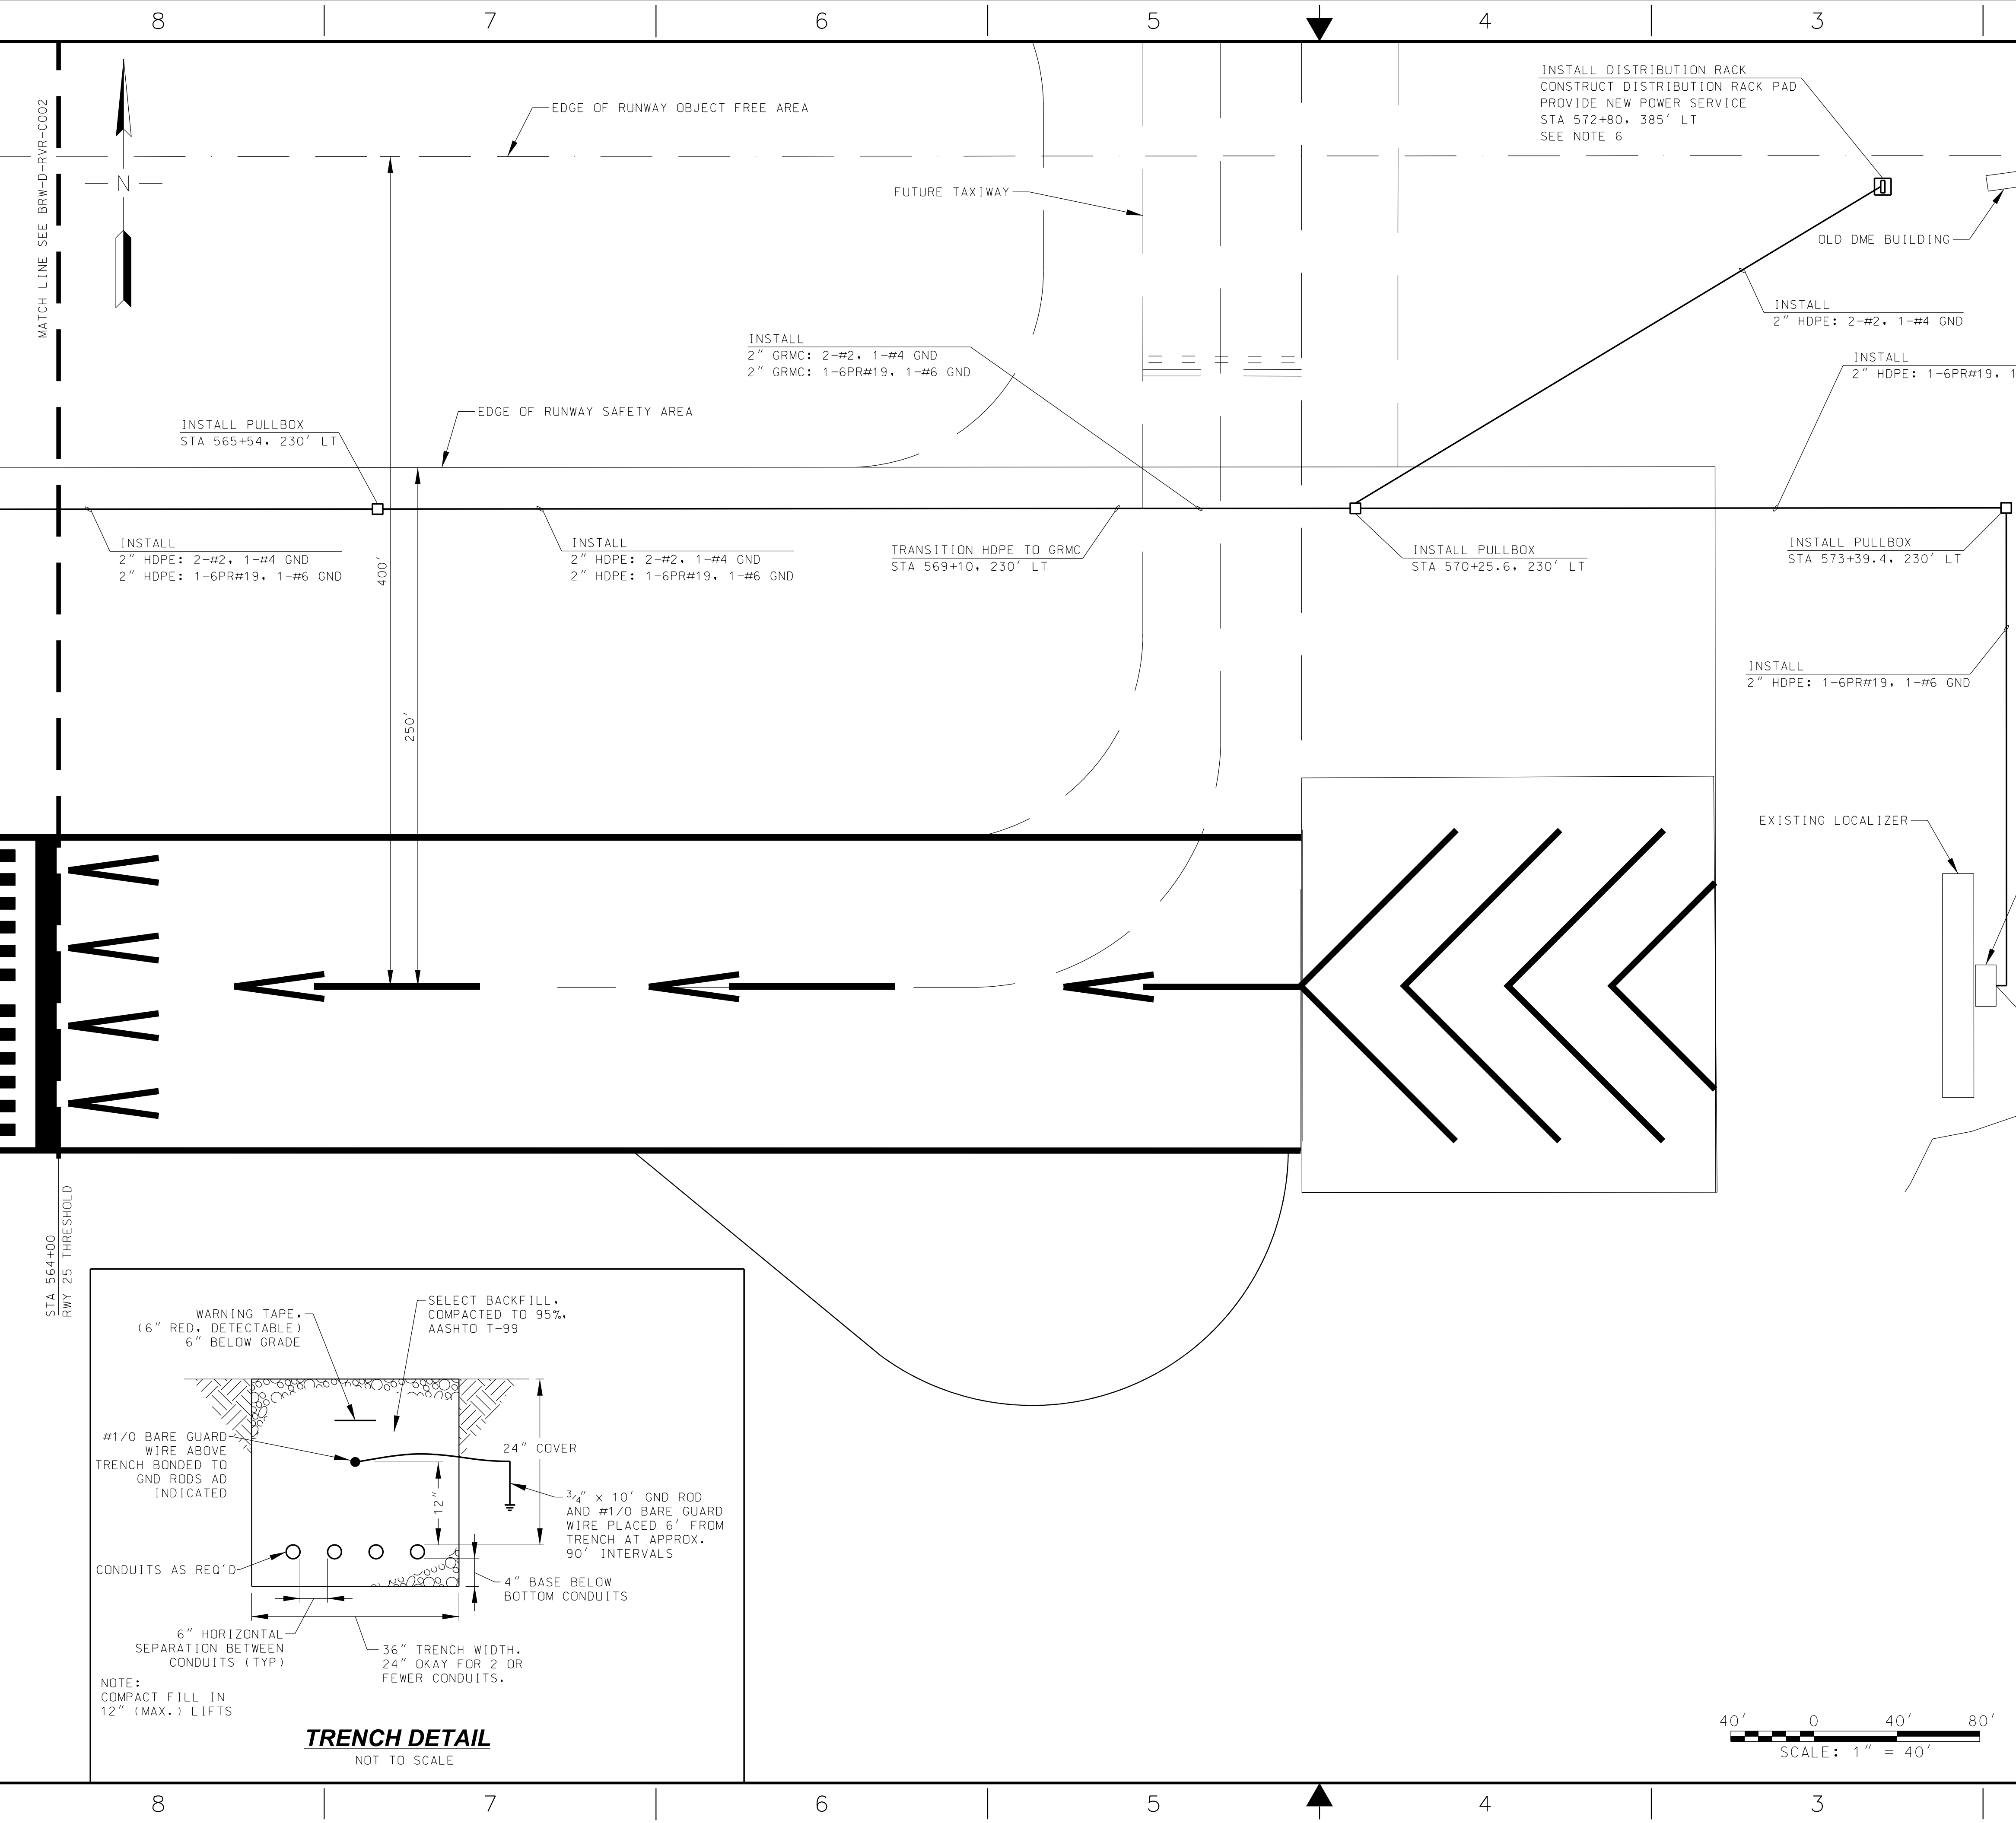 8 7 6 5 4 3
MATCH LINE SEE BRW-D-RVR-C002
N
EDGE OF RUNWAY OBJECT FREE AREA
INSTALL DISTRIBUTION RACK
CONSTRUCT DISTRIBUTION RACK PAD
PROVIDE NEW POWER SERVICE
STA 572+80, 385' LT
SEE NOTE 6
FUTURE TAXIWAY
OLD DME BUILDING
INSTALL
2" HDPE: 2-#2, 1-#4 GND
INSTALL
2" GRMC: 2-#2, 1-#4 GND
2" GRMC: 1-6PR#19, 1-#6 GND
INSTALL
2" HDPE: 1-6PR#19, 1
EDGE OF RUNWAY SAFETY AREA
INSTALL PULLBOX
STA 565+54, 230' LT
INSTALL
2" HDPE: 2-#2, 1-#4 GND
2" HDPE: 1-6PR#19, 1-#6 GND
400'
INSTALL
2" HDPE: 2-#2, 1-#4 GND
2" HDPE: 1-6PR#19, 1-#6 GND
TRANSITION HDPE TO GRMC
STA 569+10, 230' LT
INSTALL PULLBOX
STA 570+25.6, 230' LT
INSTALL PULLBOX
STA 573+39.4, 230' LT
INSTALL
2" HDPE: 1-6PR#19, 1-#6 GND
250'
EXISTING LOCALIZER
STA 564+00
RWY 25 THRESHOLD
WARNING TAPE,
(6" RED, DETECTABLE)
6" BELOW GRADE
SELECT BACKFILL,
COMPACTED TO 95%,
AASHTO T-99
#1/0 BARE GUARD
WIRE ABOVE
TRENCH BONDED TO
GND RODS AD
INDICATED
24" COVER
12"
3/4" x 10' GND ROD
AND #1/0 BARE GUARD
WIRE PLACED 6' FROM
TRENCH AT APPROX.
90' INTERVALS
CONDUITS AS REQ'D
4" BASE BELOW
BOTTOM CONDUITS
6" HORIZONTAL
SEPARATION BETWEEN
CONDUITS (TYP)
36" TRENCH WIDTH.
24" OKAY FOR 2 OR
FEWER CONDUITS.
NOTE:
COMPACT FILL IN
12" (MAX.) LIFTS
TRENCH DETAIL
NOT TO SCALE
40' 0 40' 80'
SCALE: 1" = 40'
8 7 6 5 4 3